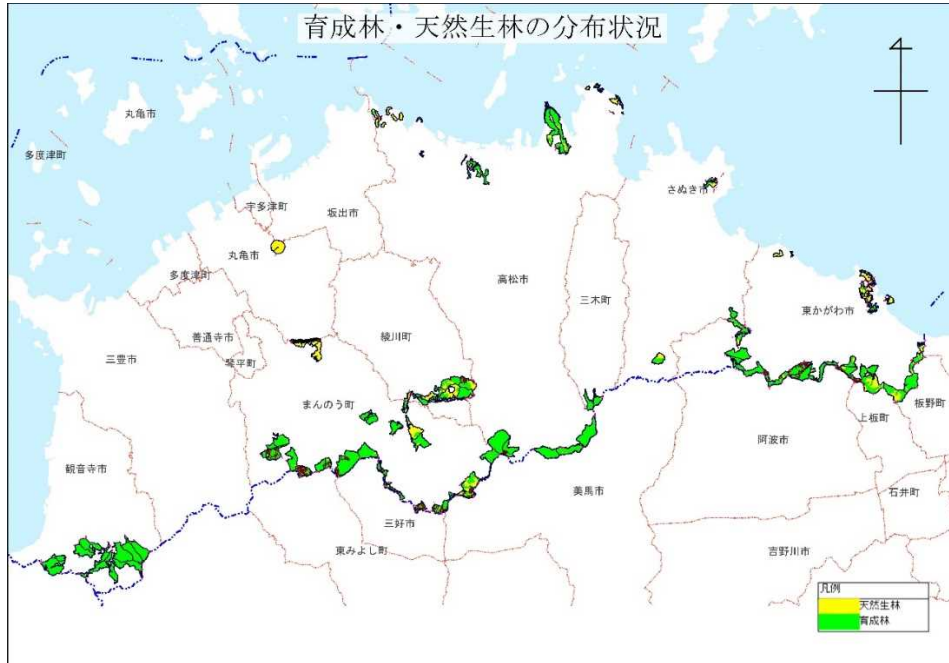 育成林・天然生林の分布状況
丸亀市
多度津町
宇多津町
坂出市
さぬき市
丸亀市
多度津町
高松市
三木町
東かがわ市
善通寺市
綾川町
琴平町
三豊市
まんのう町
板野町
上板町
阿波市
観音寺市
美馬市
石井町
三好市
東みよし町
吉野川市
凡例
天然生林
育成林